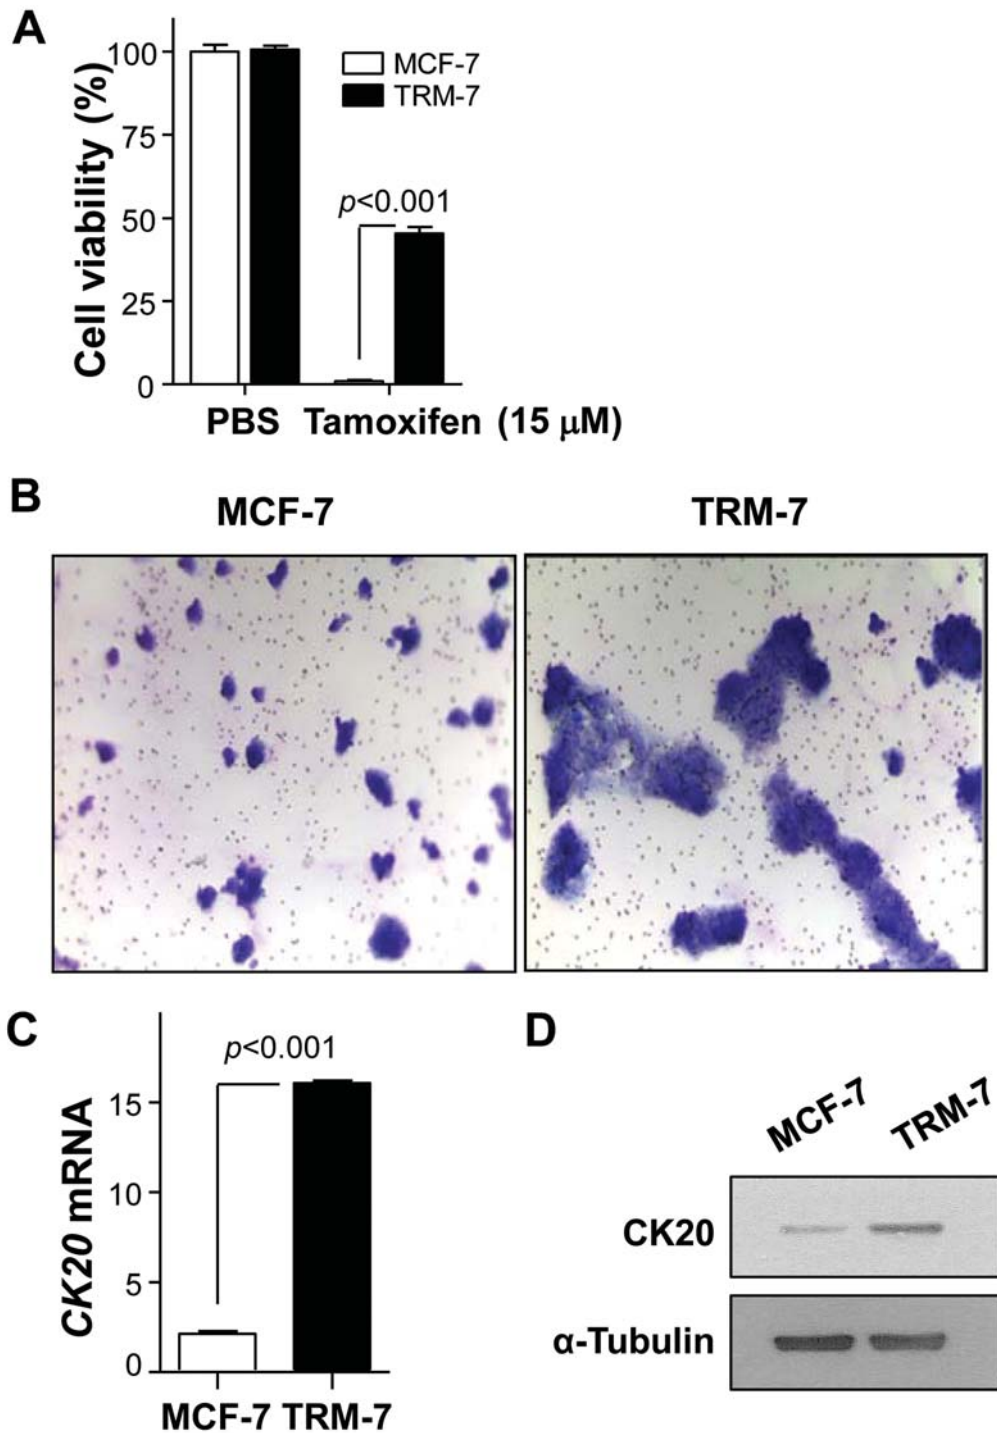 A
Cell viability (%)
100
75
50
25
0
MCF-7
TRM-7
p<0.001
PBS Tamoxifen (15 μM)
B
MCF-7 TRM-7
C
CK20 mRNA
15
10
5
0
p<0.001
MCF-7 TRM-7
D
MCF-7 TRM-7
CK20
α-Tubulin